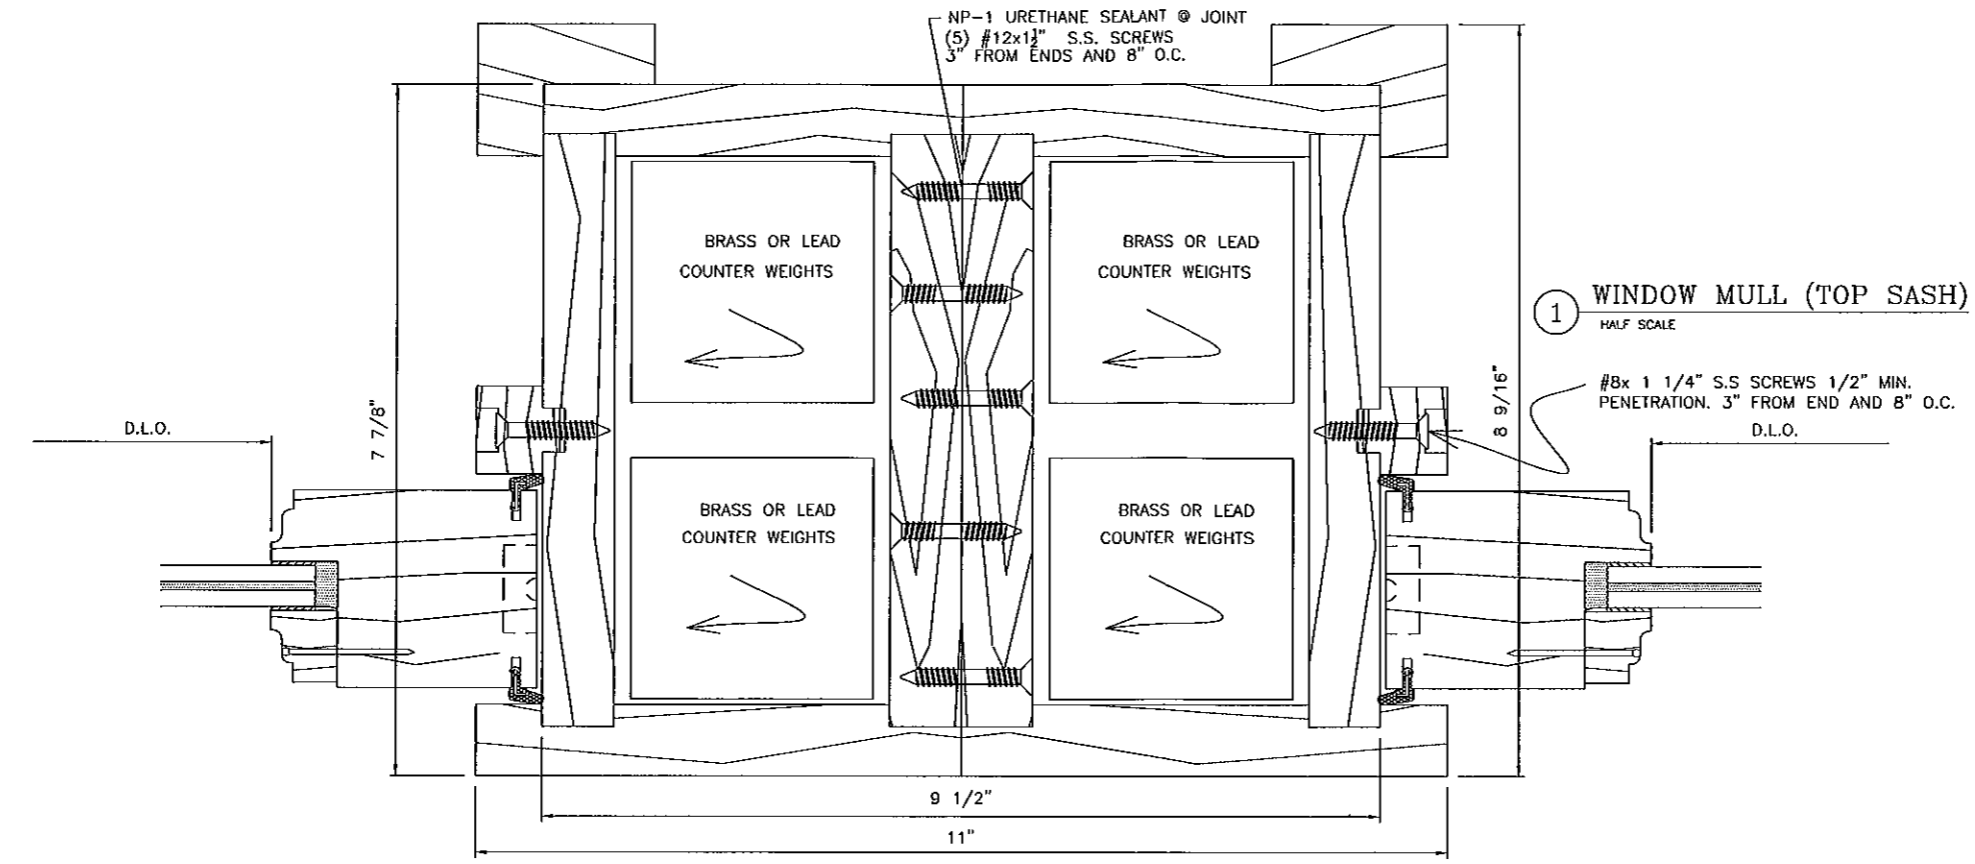 NP-1 URETHANE SEALANT @ JOINT
(5) #12x1½" S.S. SCREWS
3" FROM ENDS AND 8" O.C.
BRASS OR LEAD
COUNTER WEIGHTS
BRASS OR LEAD
COUNTER WEIGHTS
1
WINDOW MULL (TOP SASH)
HALF SCALE
#8x 1 1/4" S.S SCREWS 1/2" MIN.
PENETRATION. 3" FROM END AND 8" O.C.
D.L.O.
7 7/8"
8 9/16"
D.L.O.
BRASS OR LEAD
COUNTER WEIGHTS
BRASS OR LEAD
COUNTER WEIGHTS
9 1/2"
11"